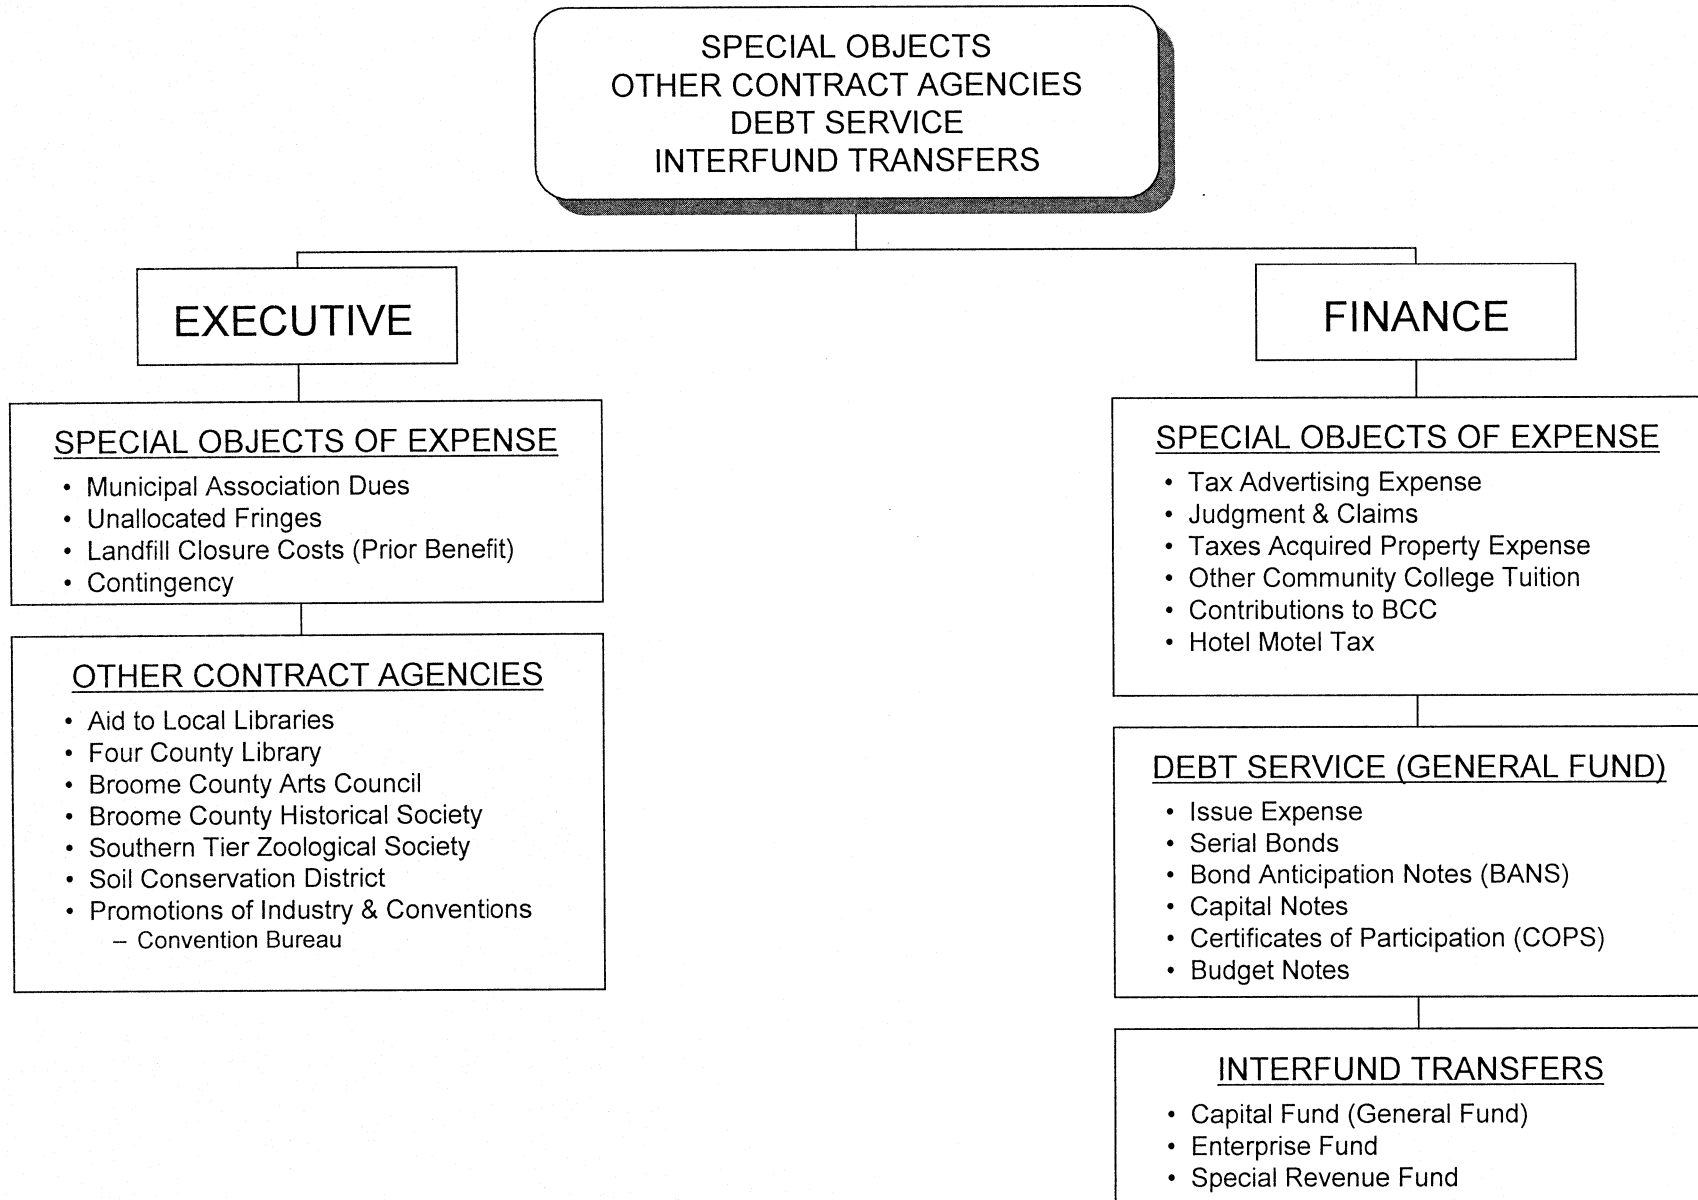 SPECIAL OBJECTS
OTHER CONTRACT AGENCIES
DEBT SERVICE
INTERFUND TRANSFERS
EXECUTIVE
SPECIAL OBJECTS OF EXPENSE
• Municipal Association Dues
• Unallocated Fringes
• Landfill Closure Costs (Prior Benefit)
• Contingency
OTHER CONTRACT AGENCIES
• Aid to Local Libraries
• Four County Library
• Broome County Arts Council
• Broome County Historical Society
• Southern Tier Zoological Society
• Soil Conservation District
• Promotions of Industry & Conventions
– Convention Bureau
FINANCE
SPECIAL OBJECTS OF EXPENSE
• Tax Advertising Expense
• Judgment & Claims
• Taxes Acquired Property Expense
• Other Community College Tuition
• Contributions to BCC
• Hotel Motel Tax
DEBT SERVICE (GENERAL FUND)
• Issue Expense
• Serial Bonds
• Bond Anticipation Notes (BANS)
• Capital Notes
• Certificates of Participation (COPS)
• Budget Notes
INTERFUND TRANSFERS
• Capital Fund (General Fund)
• Enterprise Fund
• Special Revenue Fund